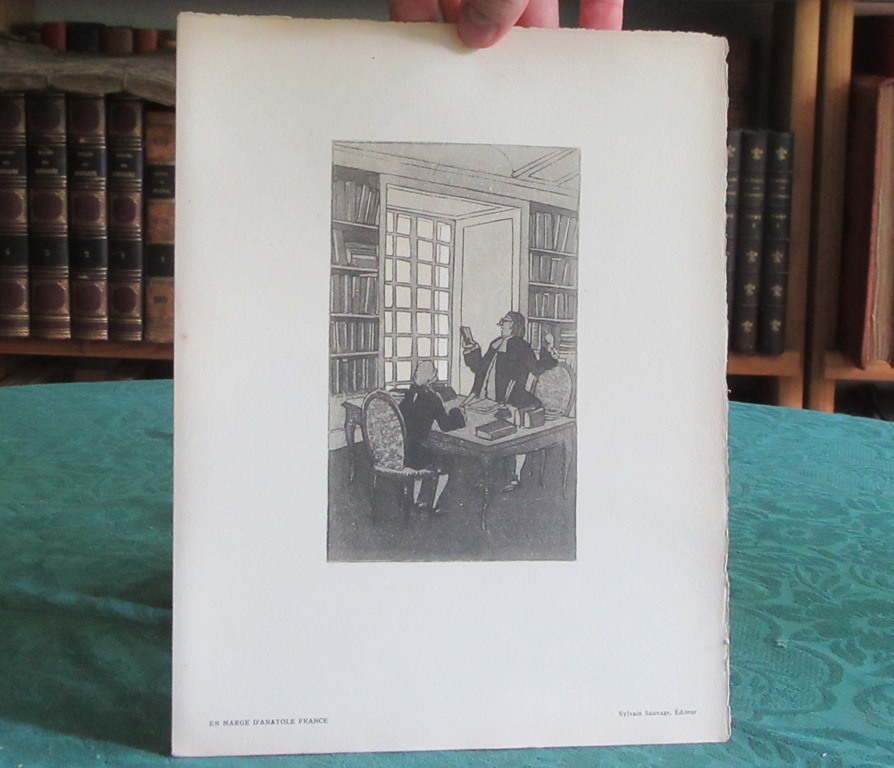 EN MARGE D'ANATOLE FRANCE
Sylvain Sauvage, Éditeur